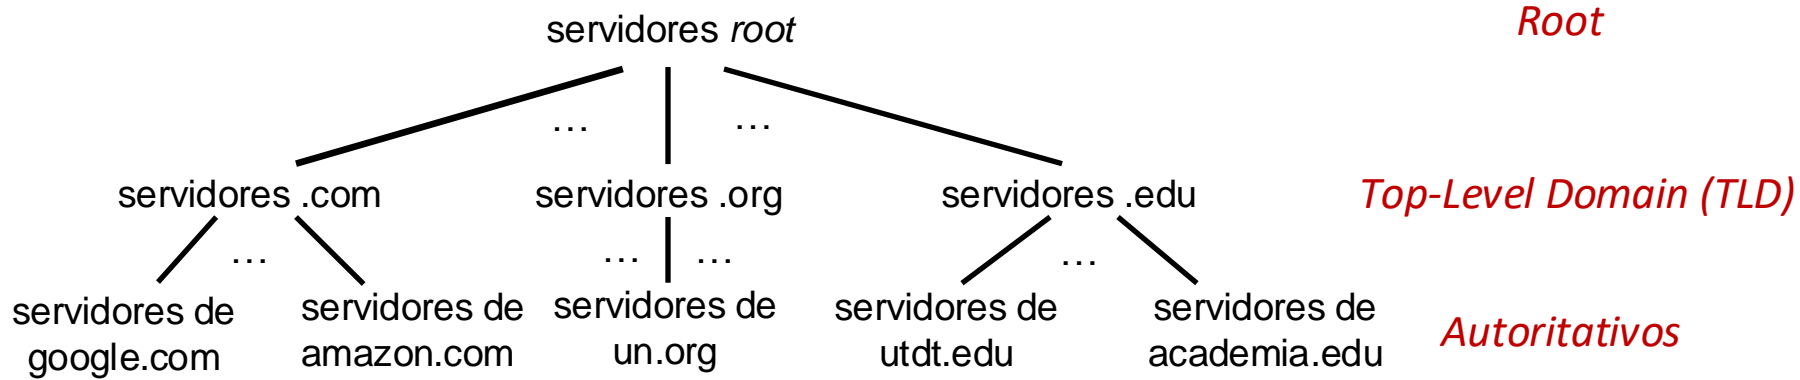 servidores root
Root
... ...
servidores .com
servidores .org
servidores .edu
Top-Level Domain (TLD)
... ... ... ...
servidores de
google.com
servidores de
amazon.com
servidores de
un.org
servidores de
utdt.edu
servidores de
academia.edu
Autoritativos